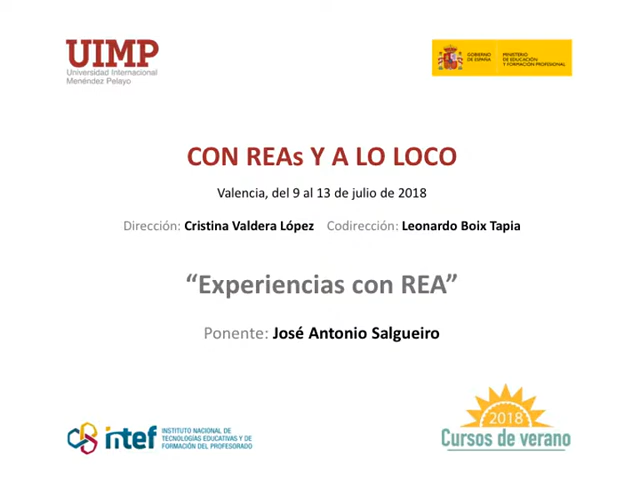 UIMP
Universidad Internacional
Menéndez Pelayo
GOBIERNO
DE ESPAÑA
MINISTERIO
DE EDUCACIÓN
Y FORMACIÓN PROFESIONAL
CON REAs Y A LO LOCO
Valencia, del 9 al 13 de julio de 2018
Dirección: Cristina Valdera López Codirección: Leonardo Boix Tapia
“Experiencias con REA”
Ponente: José Antonio Salgueiro
intef
INSTITUTO NACIONAL DE
TECNOLOGÍAS EDUCATIVAS Y DE
FORMACIÓN DEL PROFESORADO
2018
Cursos de verano